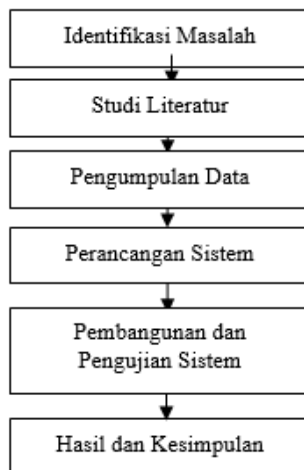 Identifikasi Masalah
Studi Literatur
Pengumpulan Data
Perancangan Sistem
Pembangunan dan
Pengujian Sistem
Hasil dan Kesimpulan